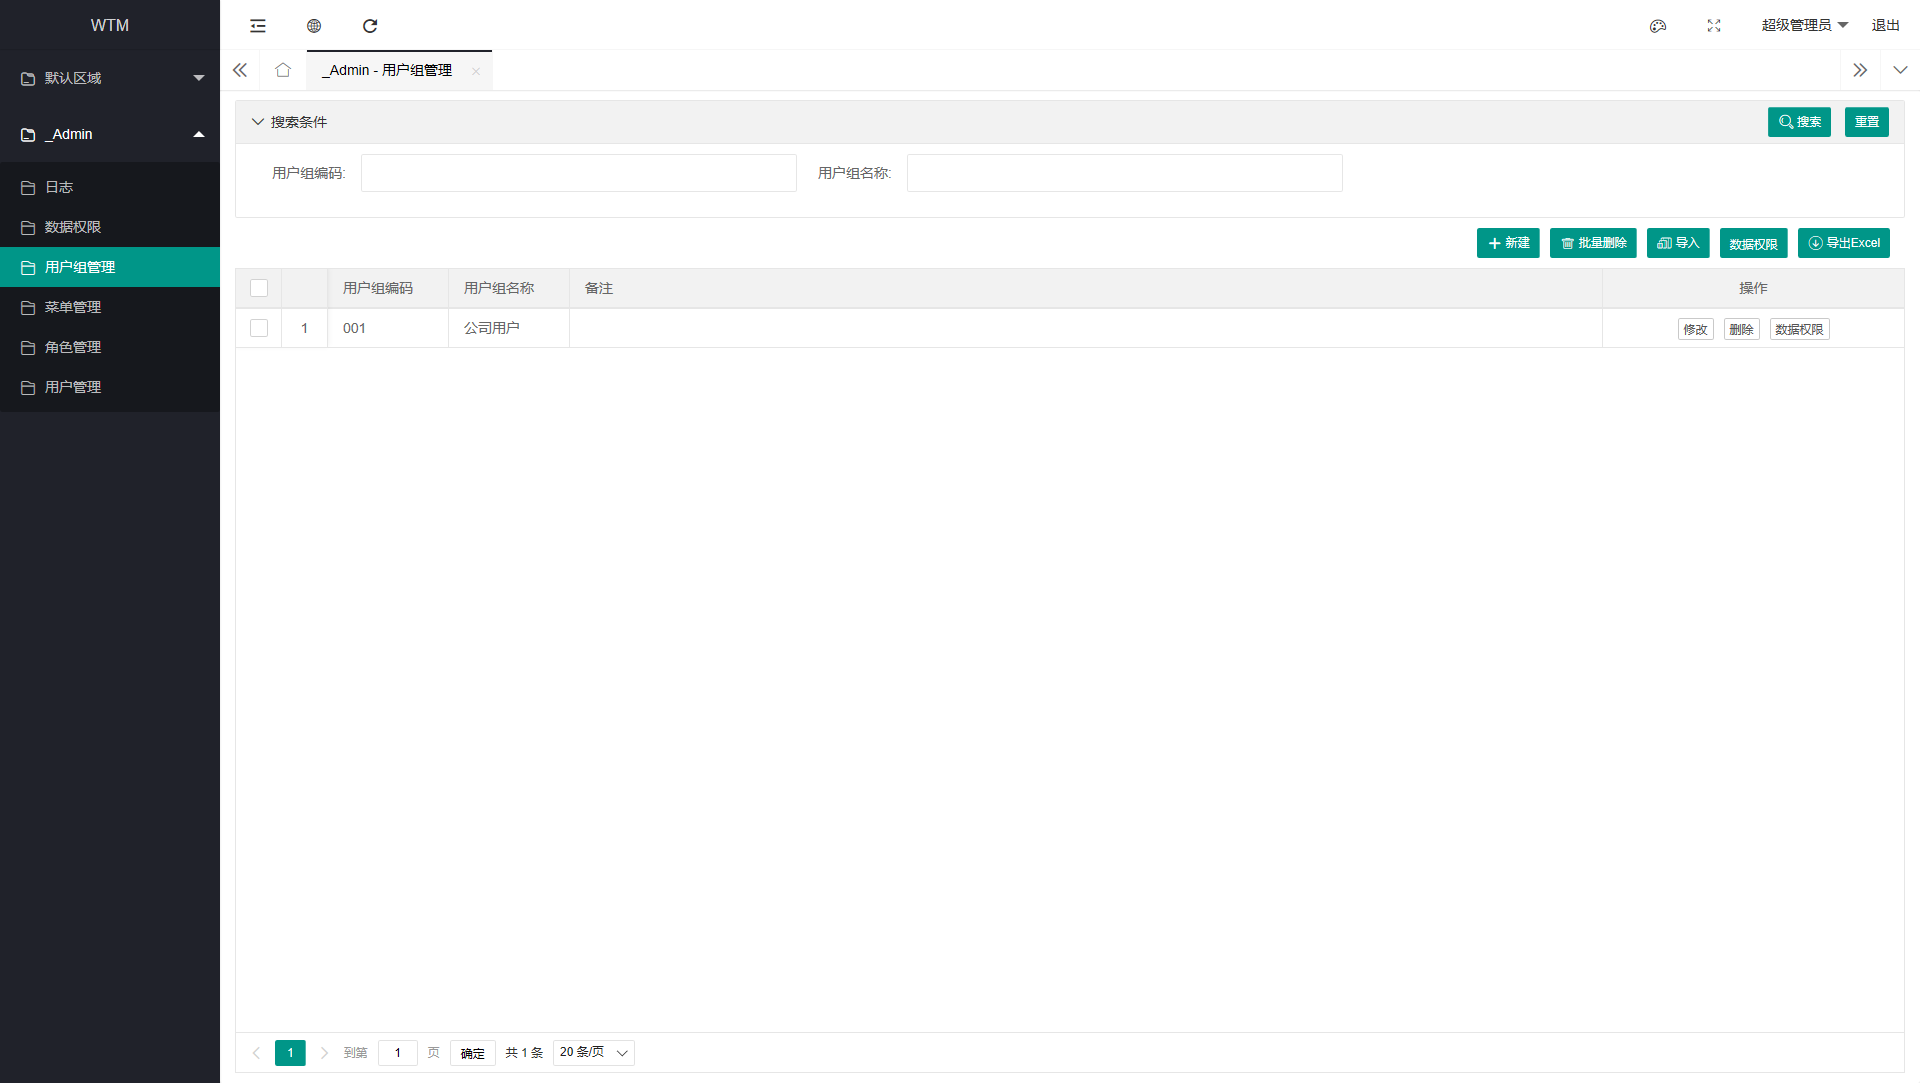 WTM
超级管理员
退出
默认区域
_Admin
日志
数据权限
用户组管理
菜单管理
角色管理
用户管理
_Admin - 用户组管理
搜索条件
搜索
重置
用户组编码:
用户组名称:
新建
批量删除
导入
数据权限
导出Excel
用户组编码
用户组名称
备注
操作
1
001
公司用户
修改
删除
数据权限
1
到第
1
页
确定
共 1 条
20 条/页